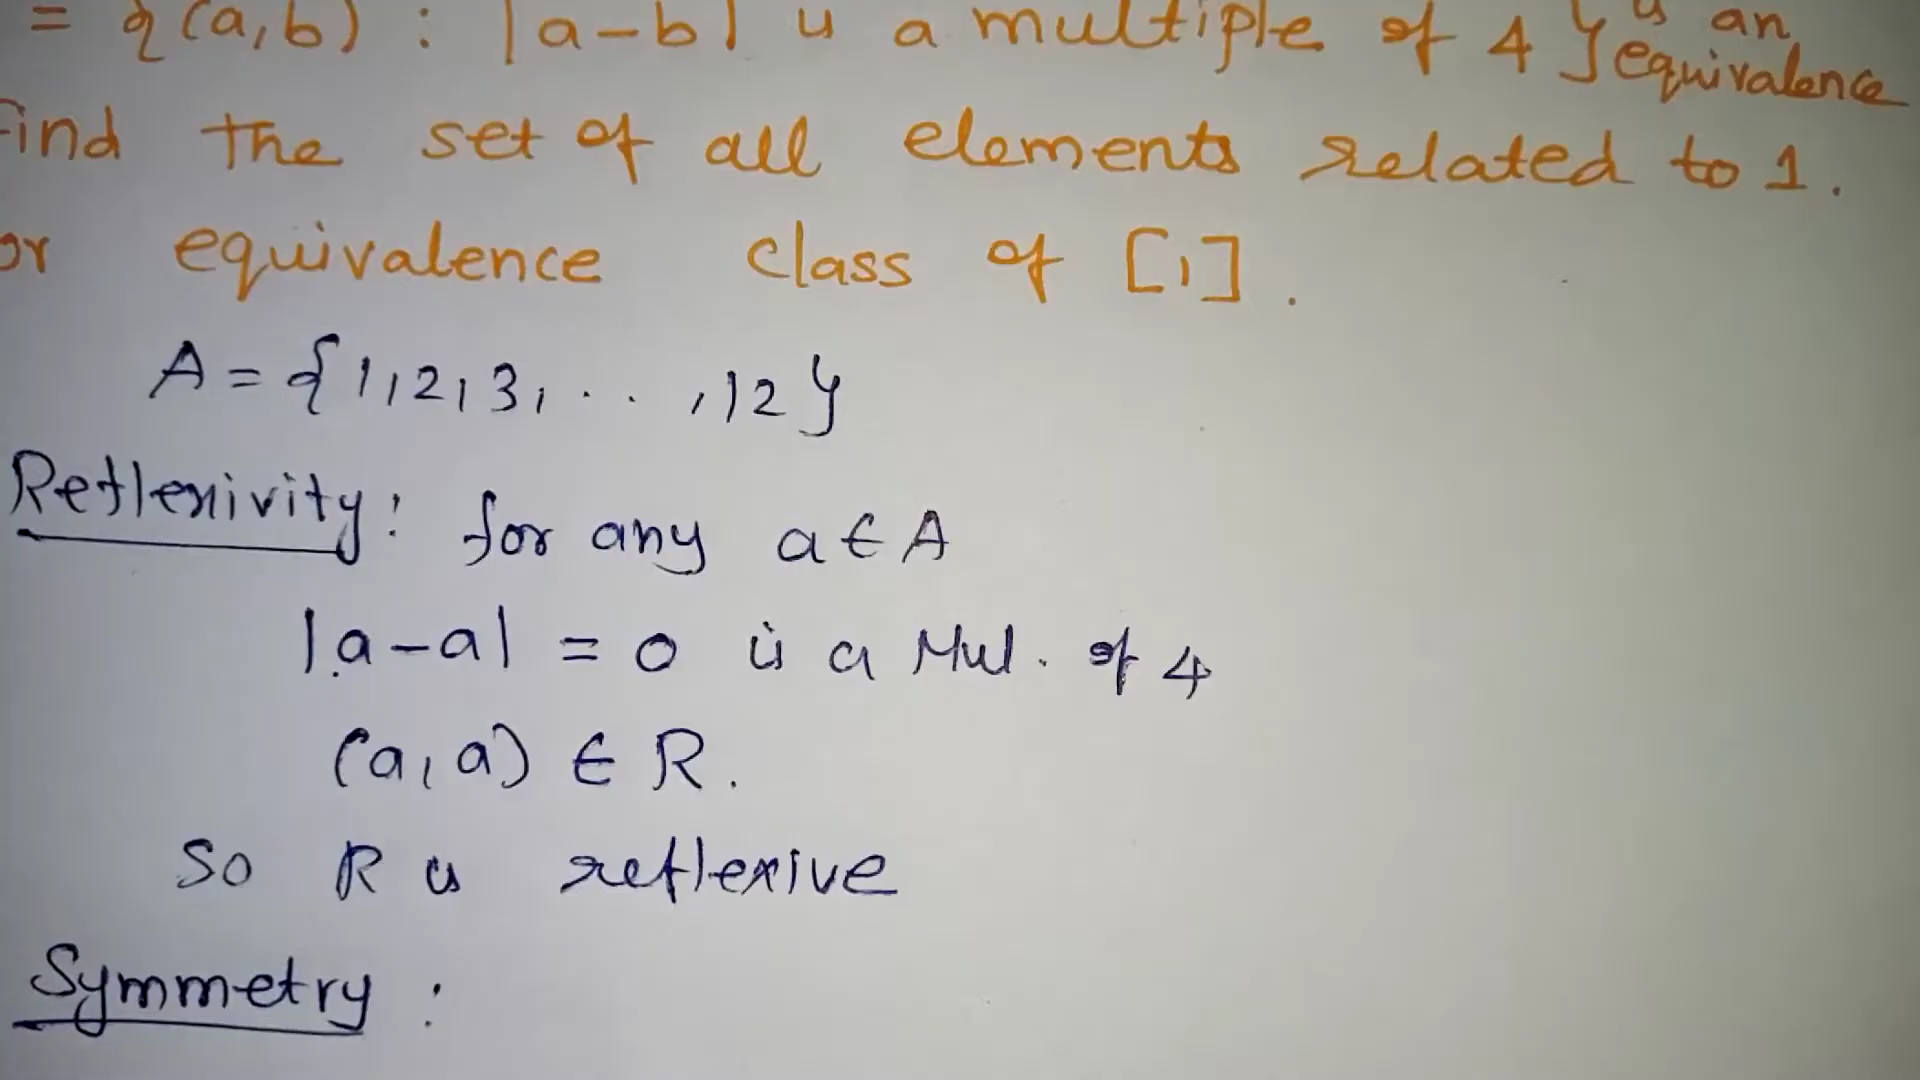 = {(a,b) : |a-b| is a multiple of 4} is an
equivalence
Find the set of all elements related to 1.
or equivalence class of [1].
A = {1,2,3, . . ,12}
Reflexivity: for any a ∈ A
|a-a| = 0 is a Mul. of 4
(a,a) ∈ R.
So R is reflexive
Symmetry :